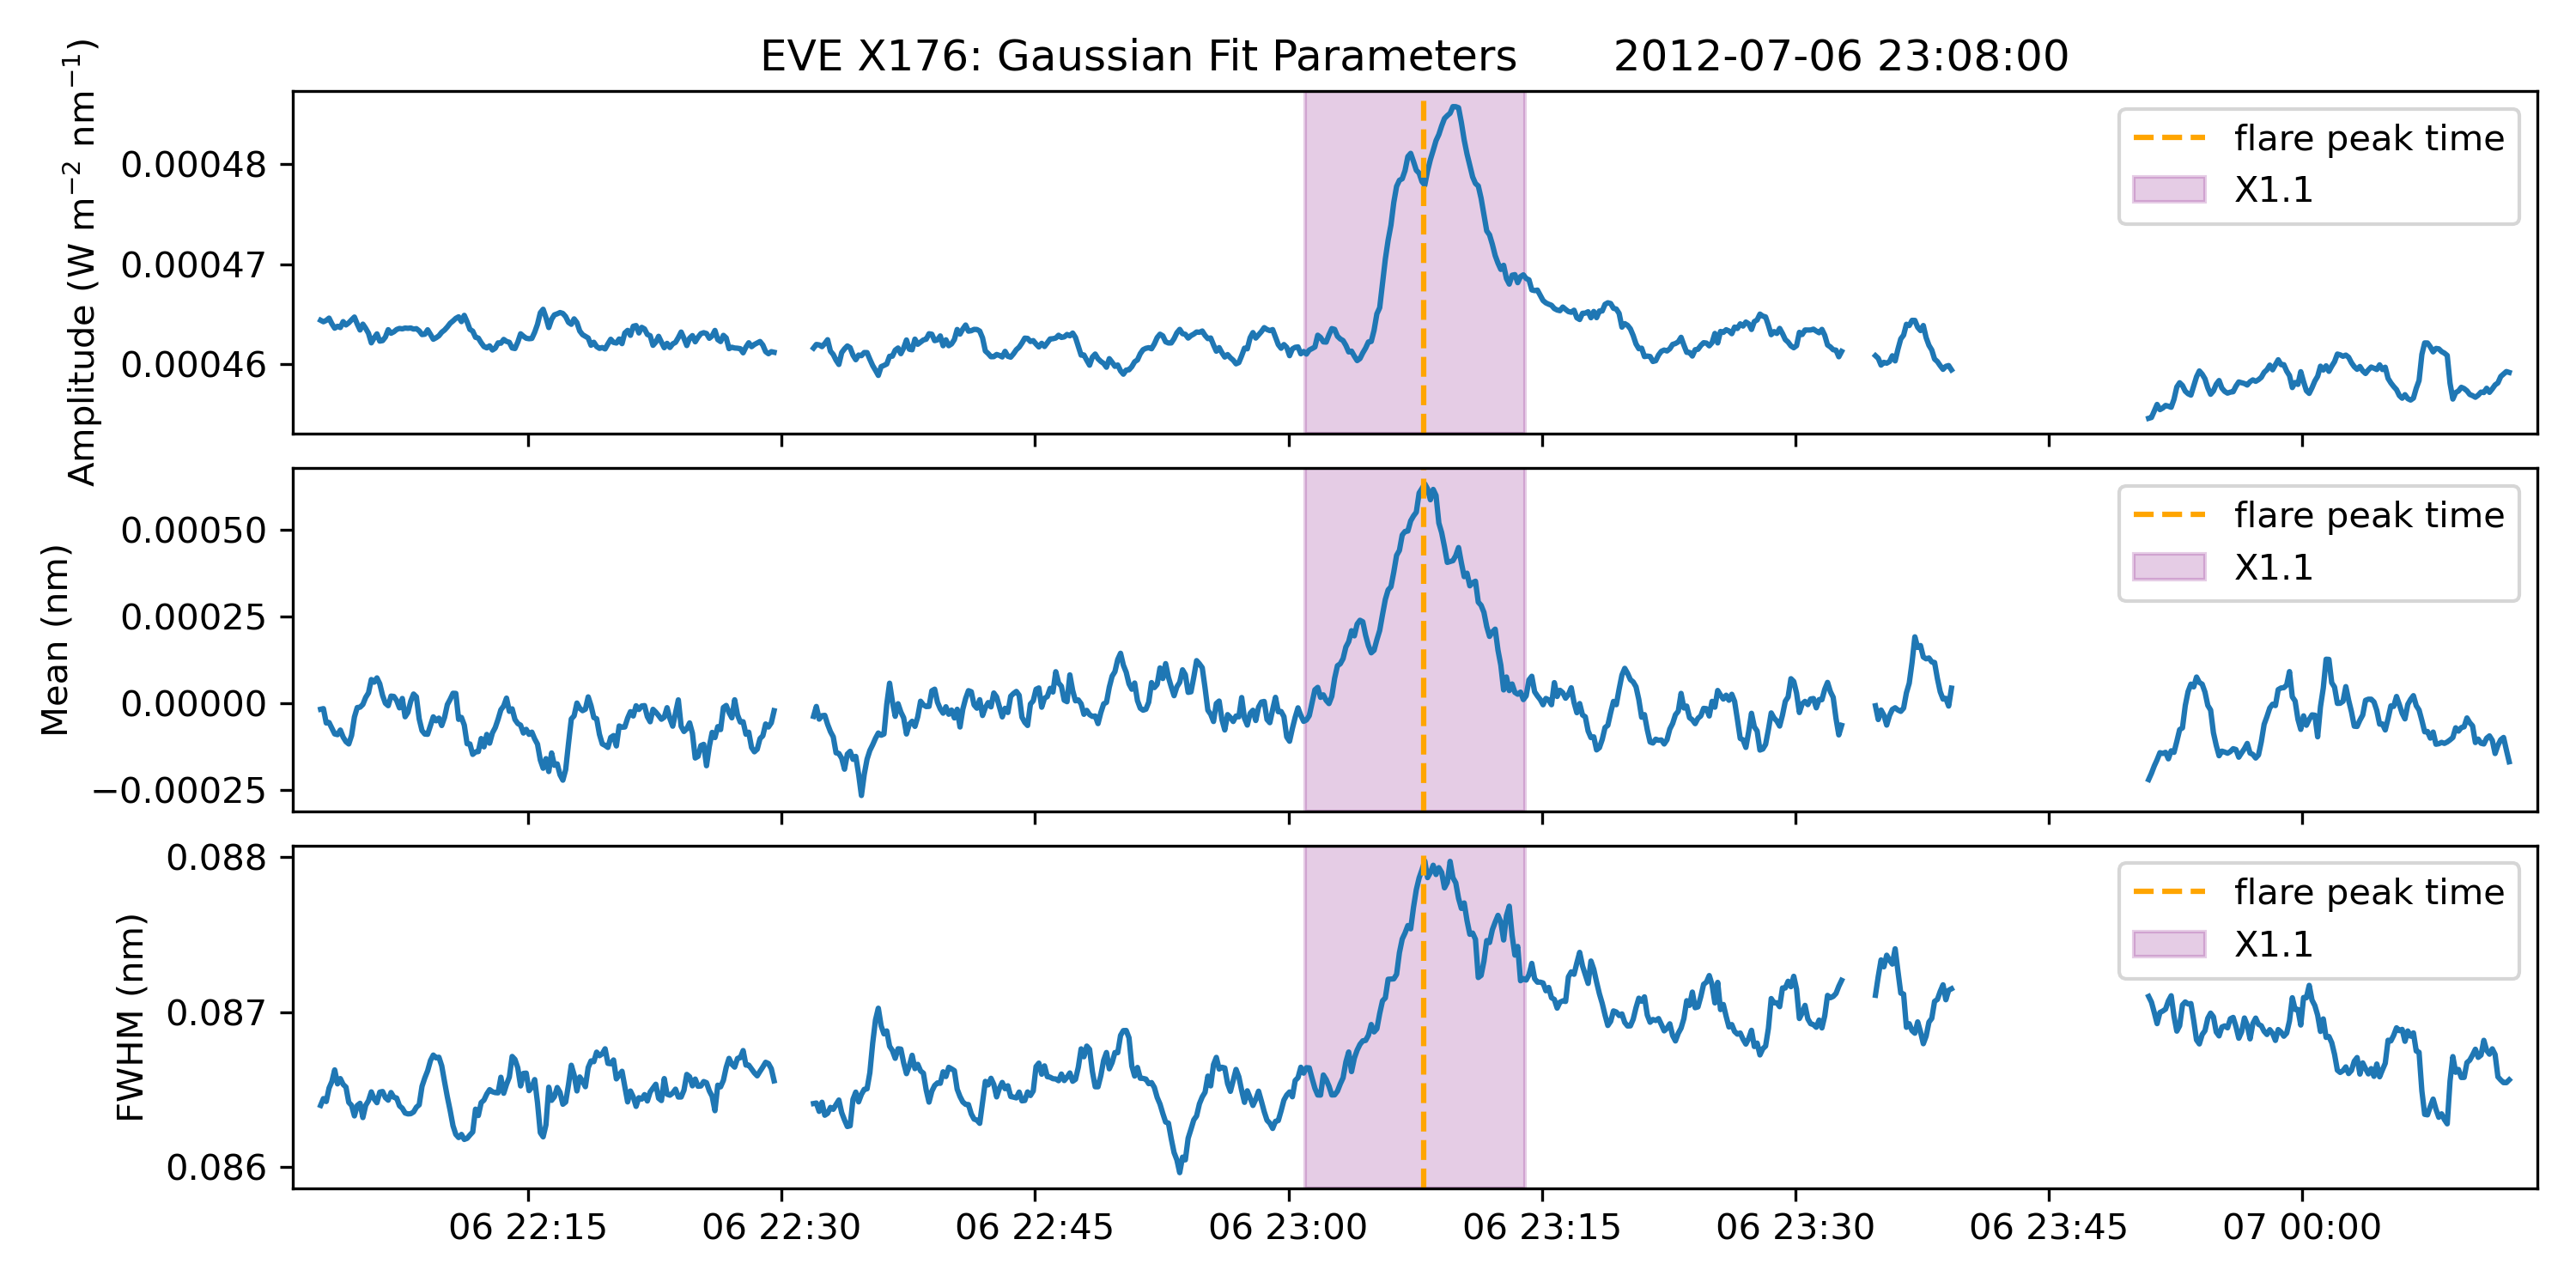 EVE X176: Gaussian Fit Parameters 2012-07-06 23:08:00
Amplitude (W m⁻² nm⁻¹)
0.00048
0.00047
0.00046
flare peak time
X1.1
Mean (nm)
0.00050
0.00025
0.00000
−0.00025
flare peak time
X1.1
FWHM (nm)
0.088
0.087
0.086
flare peak time
X1.1
06 22:15 06 22:30 06 22:45 06 23:00 06 23:15 06 23:30 06 23:45 07 00:00